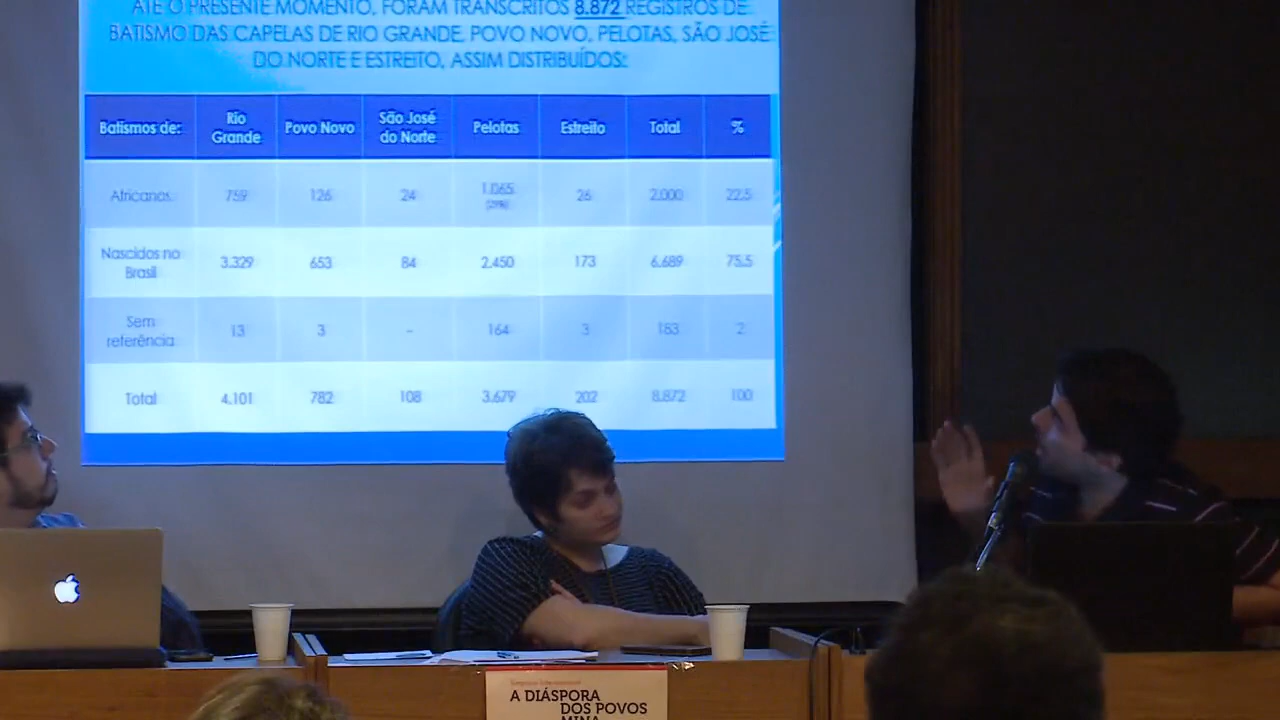 ATÉ O PRESENTE MOMENTO, FORAM TRANSCRITOS 8.872 REGISTROS DE
BATISMO DAS CAPELAS DE RIO GRANDE, POVO NOVO, PELOTAS, SÃO JOSÉ
DO NORTE E ESTREITO, ASSIM DISTRIBUÍDOS:
Batismos de: Rio Grande Povo Novo São José do Norte Pelotas Estreito Total %
Africanos 759 126 24 1.065 26 2.000 22,5
Nascidos no Brasil 3.329 653 84 2.450 173 6.689 75,5
Sem referência 13 3 - 164 3 183 2
Total 4.101 782 108 3.679 202 8.872 100
A DIÁSPORA
DOS POVOS
MINA